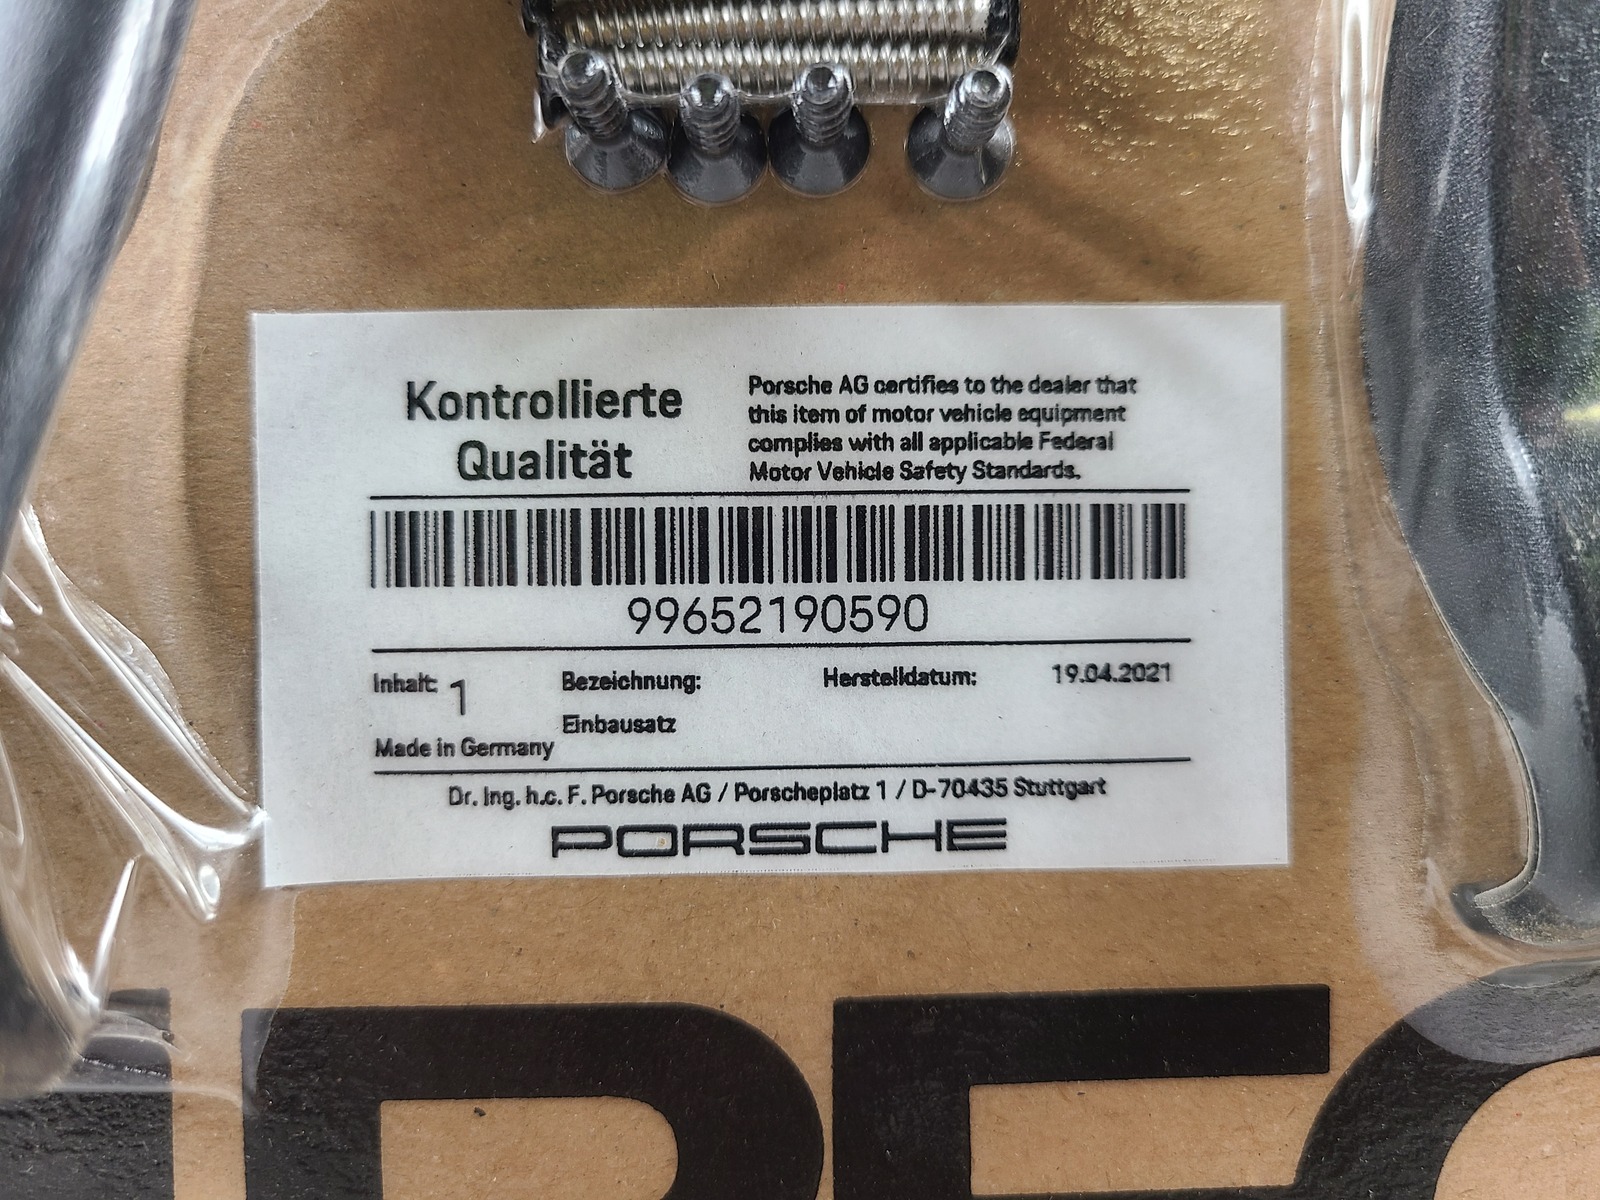 Kontrollierte
Qualität
Porsche AG certifies to the dealer that
this item of motor vehicle equipment
complies with all applicable Federal
Motor Vehicle Safety Standards.
99652190590
Inhalt: 1
Bezeichnung:
Einbausatz
Herstelldatum: 19.04.2021
Made in Germany
Dr. Ing. h.c. F. Porsche AG / Porscheplatz 1 / D-70435 Stuttgart
PORSCHE